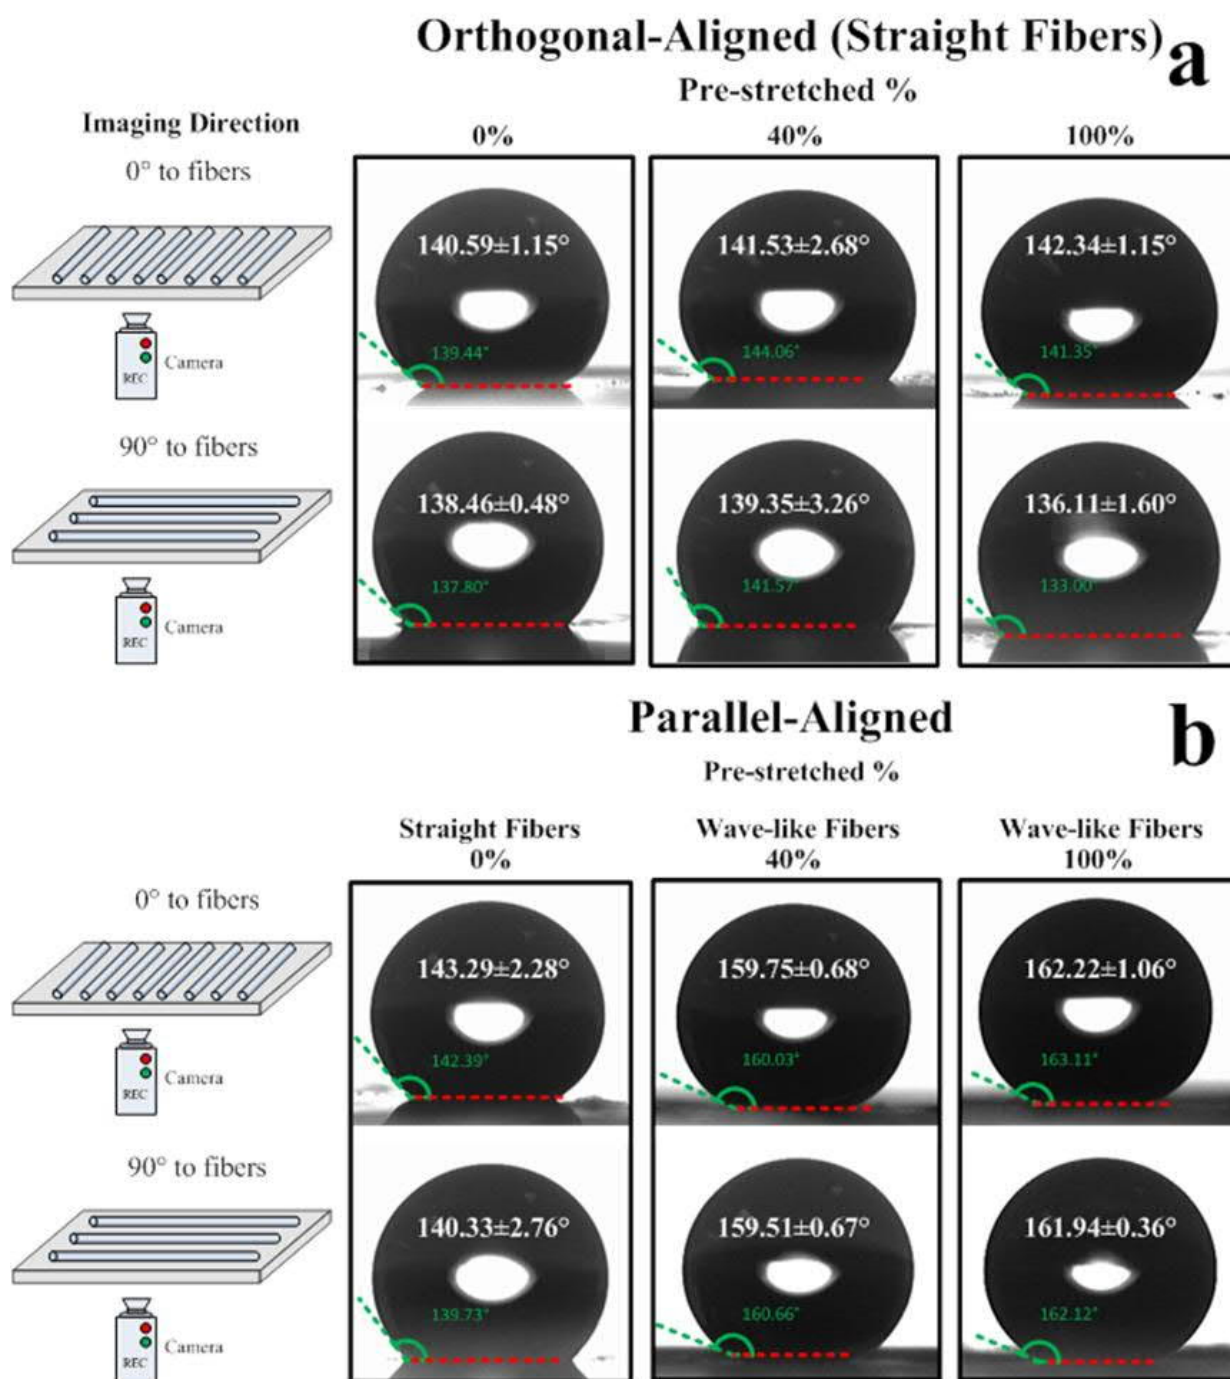 Orthogonal-Aligned (Straight Fibers)
a
Pre-stretched %
Imaging Direction
0% 40% 100%
0° to fibers
140.59±1.15° 141.53±2.68° 142.34±1.15°
139.44° 144.06° 141.35°
REC Camera
90° to fibers
138.46±0.48° 139.35±3.26° 136.11±1.60°
137.80° 141.57° 133.00°
REC Camera
Parallel-Aligned
b
Pre-stretched %
Straight Fibers Wave-like Fibers Wave-like Fibers
0% 40% 100%
0° to fibers
143.29±2.28° 159.75±0.68° 162.22±1.06°
142.39° 160.03° 163.11°
REC Camera
90° to fibers
140.33±2.76° 159.51±0.67° 161.94±0.36°
139.73° 160.66° 162.12°
REC Camera